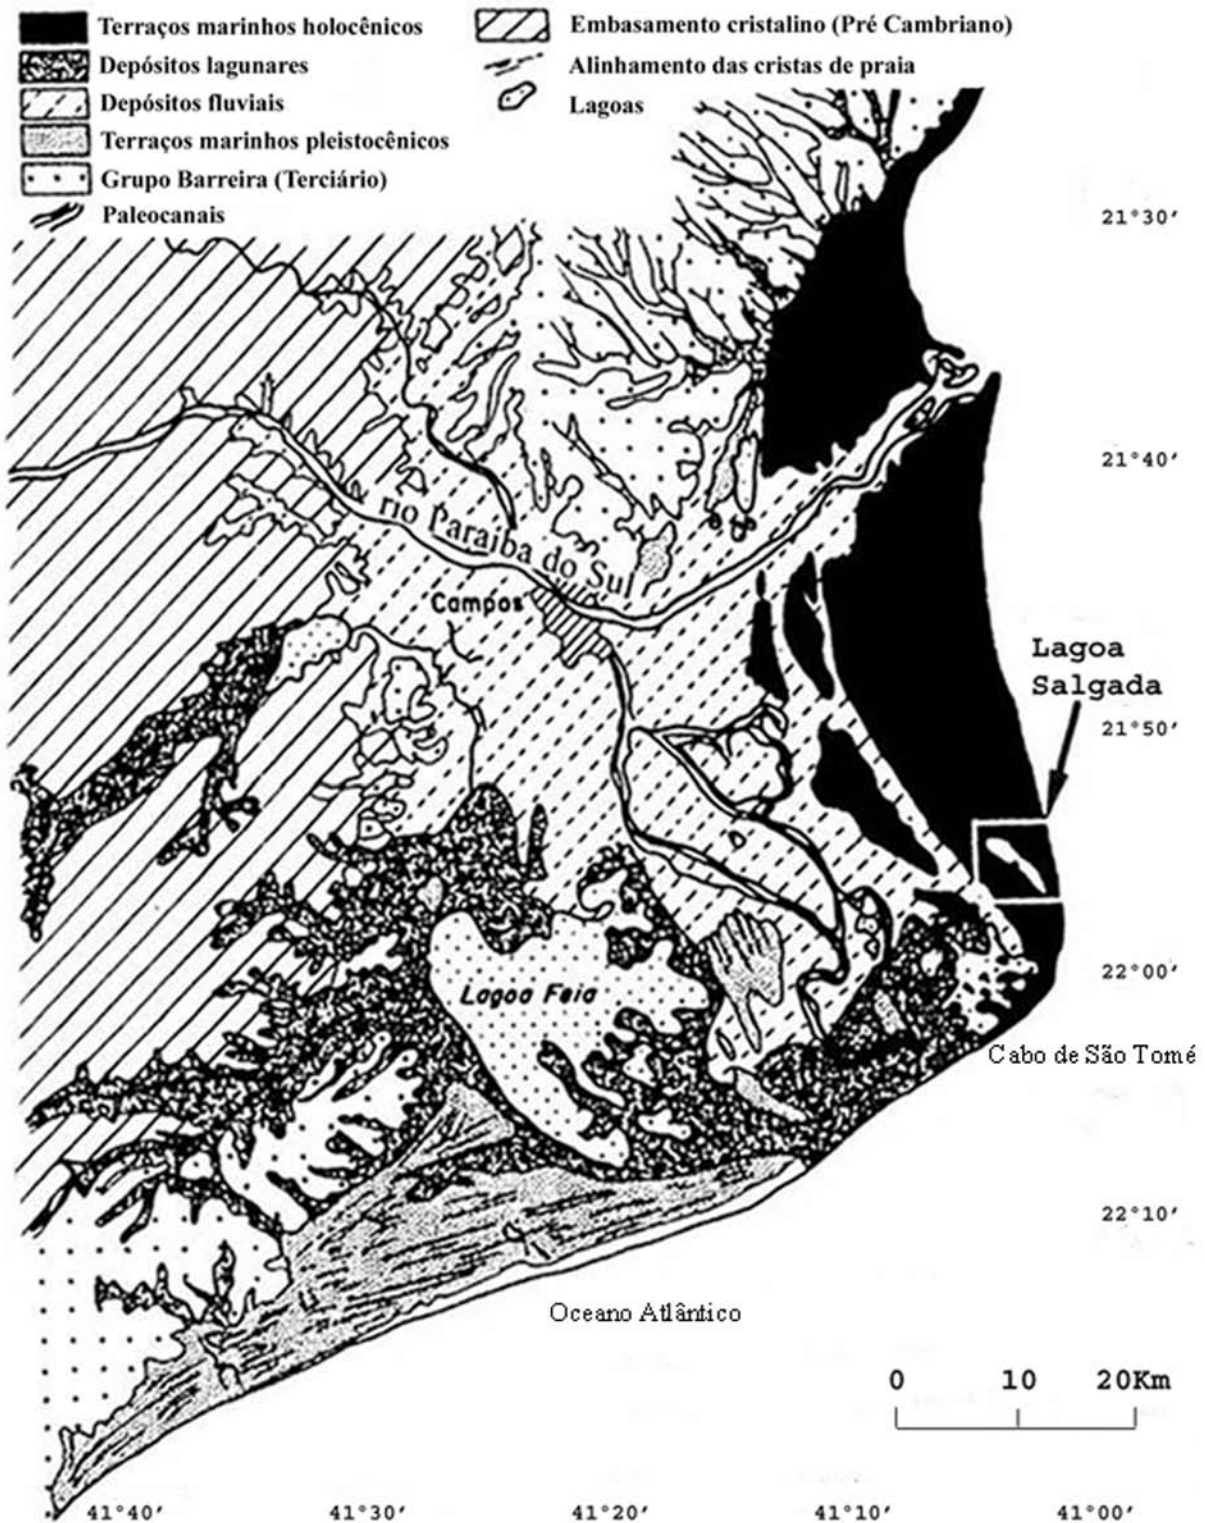 Terraços marinhos holocênicos
Depósitos lagunares
Depósitos fluviais
Terraços marinhos pleistocênicos
Grupo Barreira (Terciário)
Paleocanais
Embasamento cristalino (Pré Cambriano)
Alinhamento das cristas de praia
Lagoas
21°30'
21°40'
rio Paraíba do Sul
Campos
Lagoa
Salgada
21°50'
Lagoa Feia
22°00'
Cabo de São Tomé
22°10'
Oceano Atlântico
0 10 20Km
41°40' 41°30' 41°20' 41°10' 41°00'